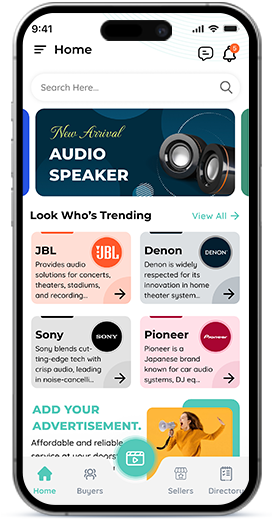 9:41
Home
5
Search Here...
New Arrival
AUDIO
SPEAKER
Look Who's Trending
View All
JBL
JBL
Provides audio
solutions for concerts,
theaters, stadiums,
and recording...
Denon
DENON
Denon is widely
respected for its
innovation in home
theater system...
Sony
SONY
Sony blends cut-
ting-edge tech with
crisp audio, leading
in noise-cancelli...
Pioneer
Pioneer
Pioneer is a
Japanese brand
known for car audio
systems, DJ eq...
ADD YOUR
ADVERTISEMENT.
Affordable and reliable
service at your doors
Home
Buyers
Sellers
Directory